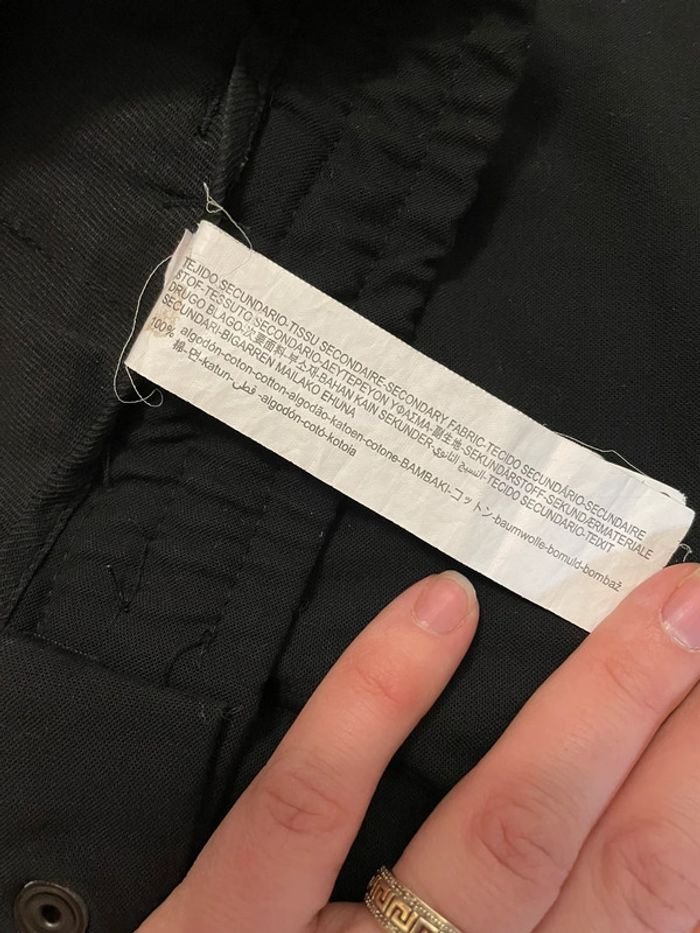 TEJIDO SECUNDARIO-TISSU SECONDAIRE-SECONDARY FABRIC-TECIDO SECUNDÁRIO-SECUNDAIRE
STOF-TESSUTO SECONDARIO-ΔΕΥΤΕΡΕΥΟΝ ΥΦΑΣΜΑ-副生地-SEKUNDÄRSTOFF-SEKUNDÆRMATERIALE
DRUGO BLAGO-次要面料-부소재-BAHAN KAIN SEKUNDER-النسيج الثانوي-TECIDO SECUNDARIO-TEIXIT
SECUNDARI-BIGARREN MAILAKO EHUNA
100% algodón-coton-cotton-algodão-katoen-cotone-BAMBAKI-コットン-baumwolle-bomuld-bombaž
棉-면-katun-قطن-algodón-cotó-kotoia